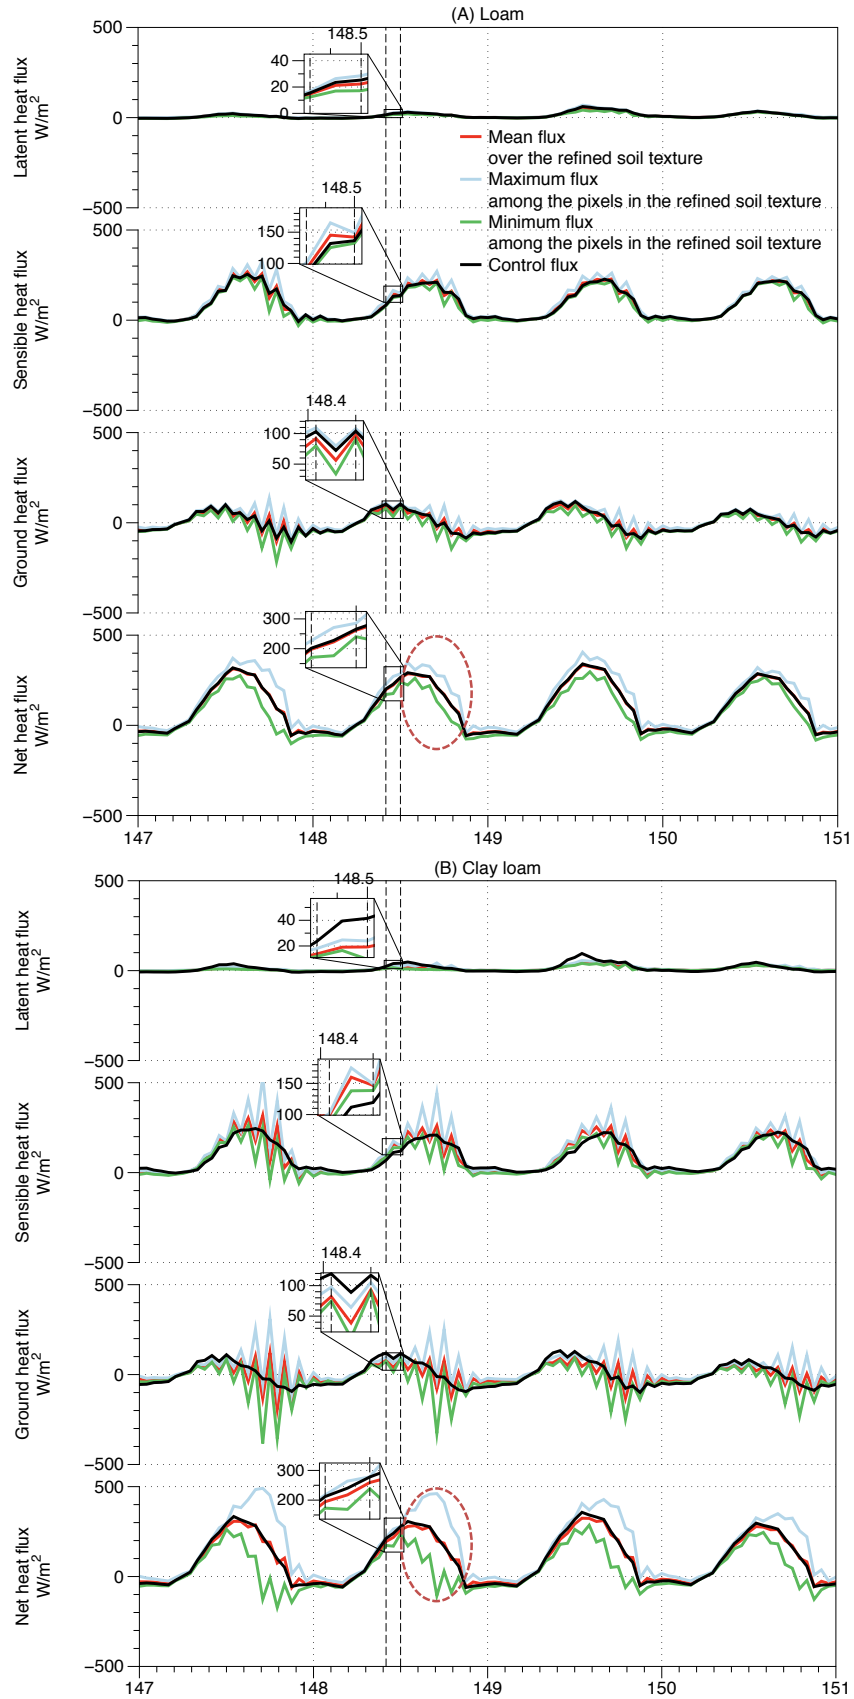 (A) Loam
500
0
−500
Latent heat flux
W/m2
148.5
40
20
0
Mean flux
over the refined soil texture
Maximum flux
among the pixels in the refined soil texture
Minimum flux
among the pixels in the refined soil texture
Control flux
500
0
−500
Sensible heat flux
W/m2
148.5
150
100
500
0
−500
Ground heat flux
W/m2
148.4
100
50
500
0
−500
Net heat flux
W/m2
300
200
147
148
149
150
151
(B) Clay loam
500
0
−500
Latent heat flux
W/m2
148.5
40
20
500
0
−500
Sensible heat flux
W/m2
148.4
150
100
500
0
−500
Ground heat flux
W/m2
148.4
100
50
500
0
−500
Net heat flux
W/m2
300
200
147
148
149
150
151